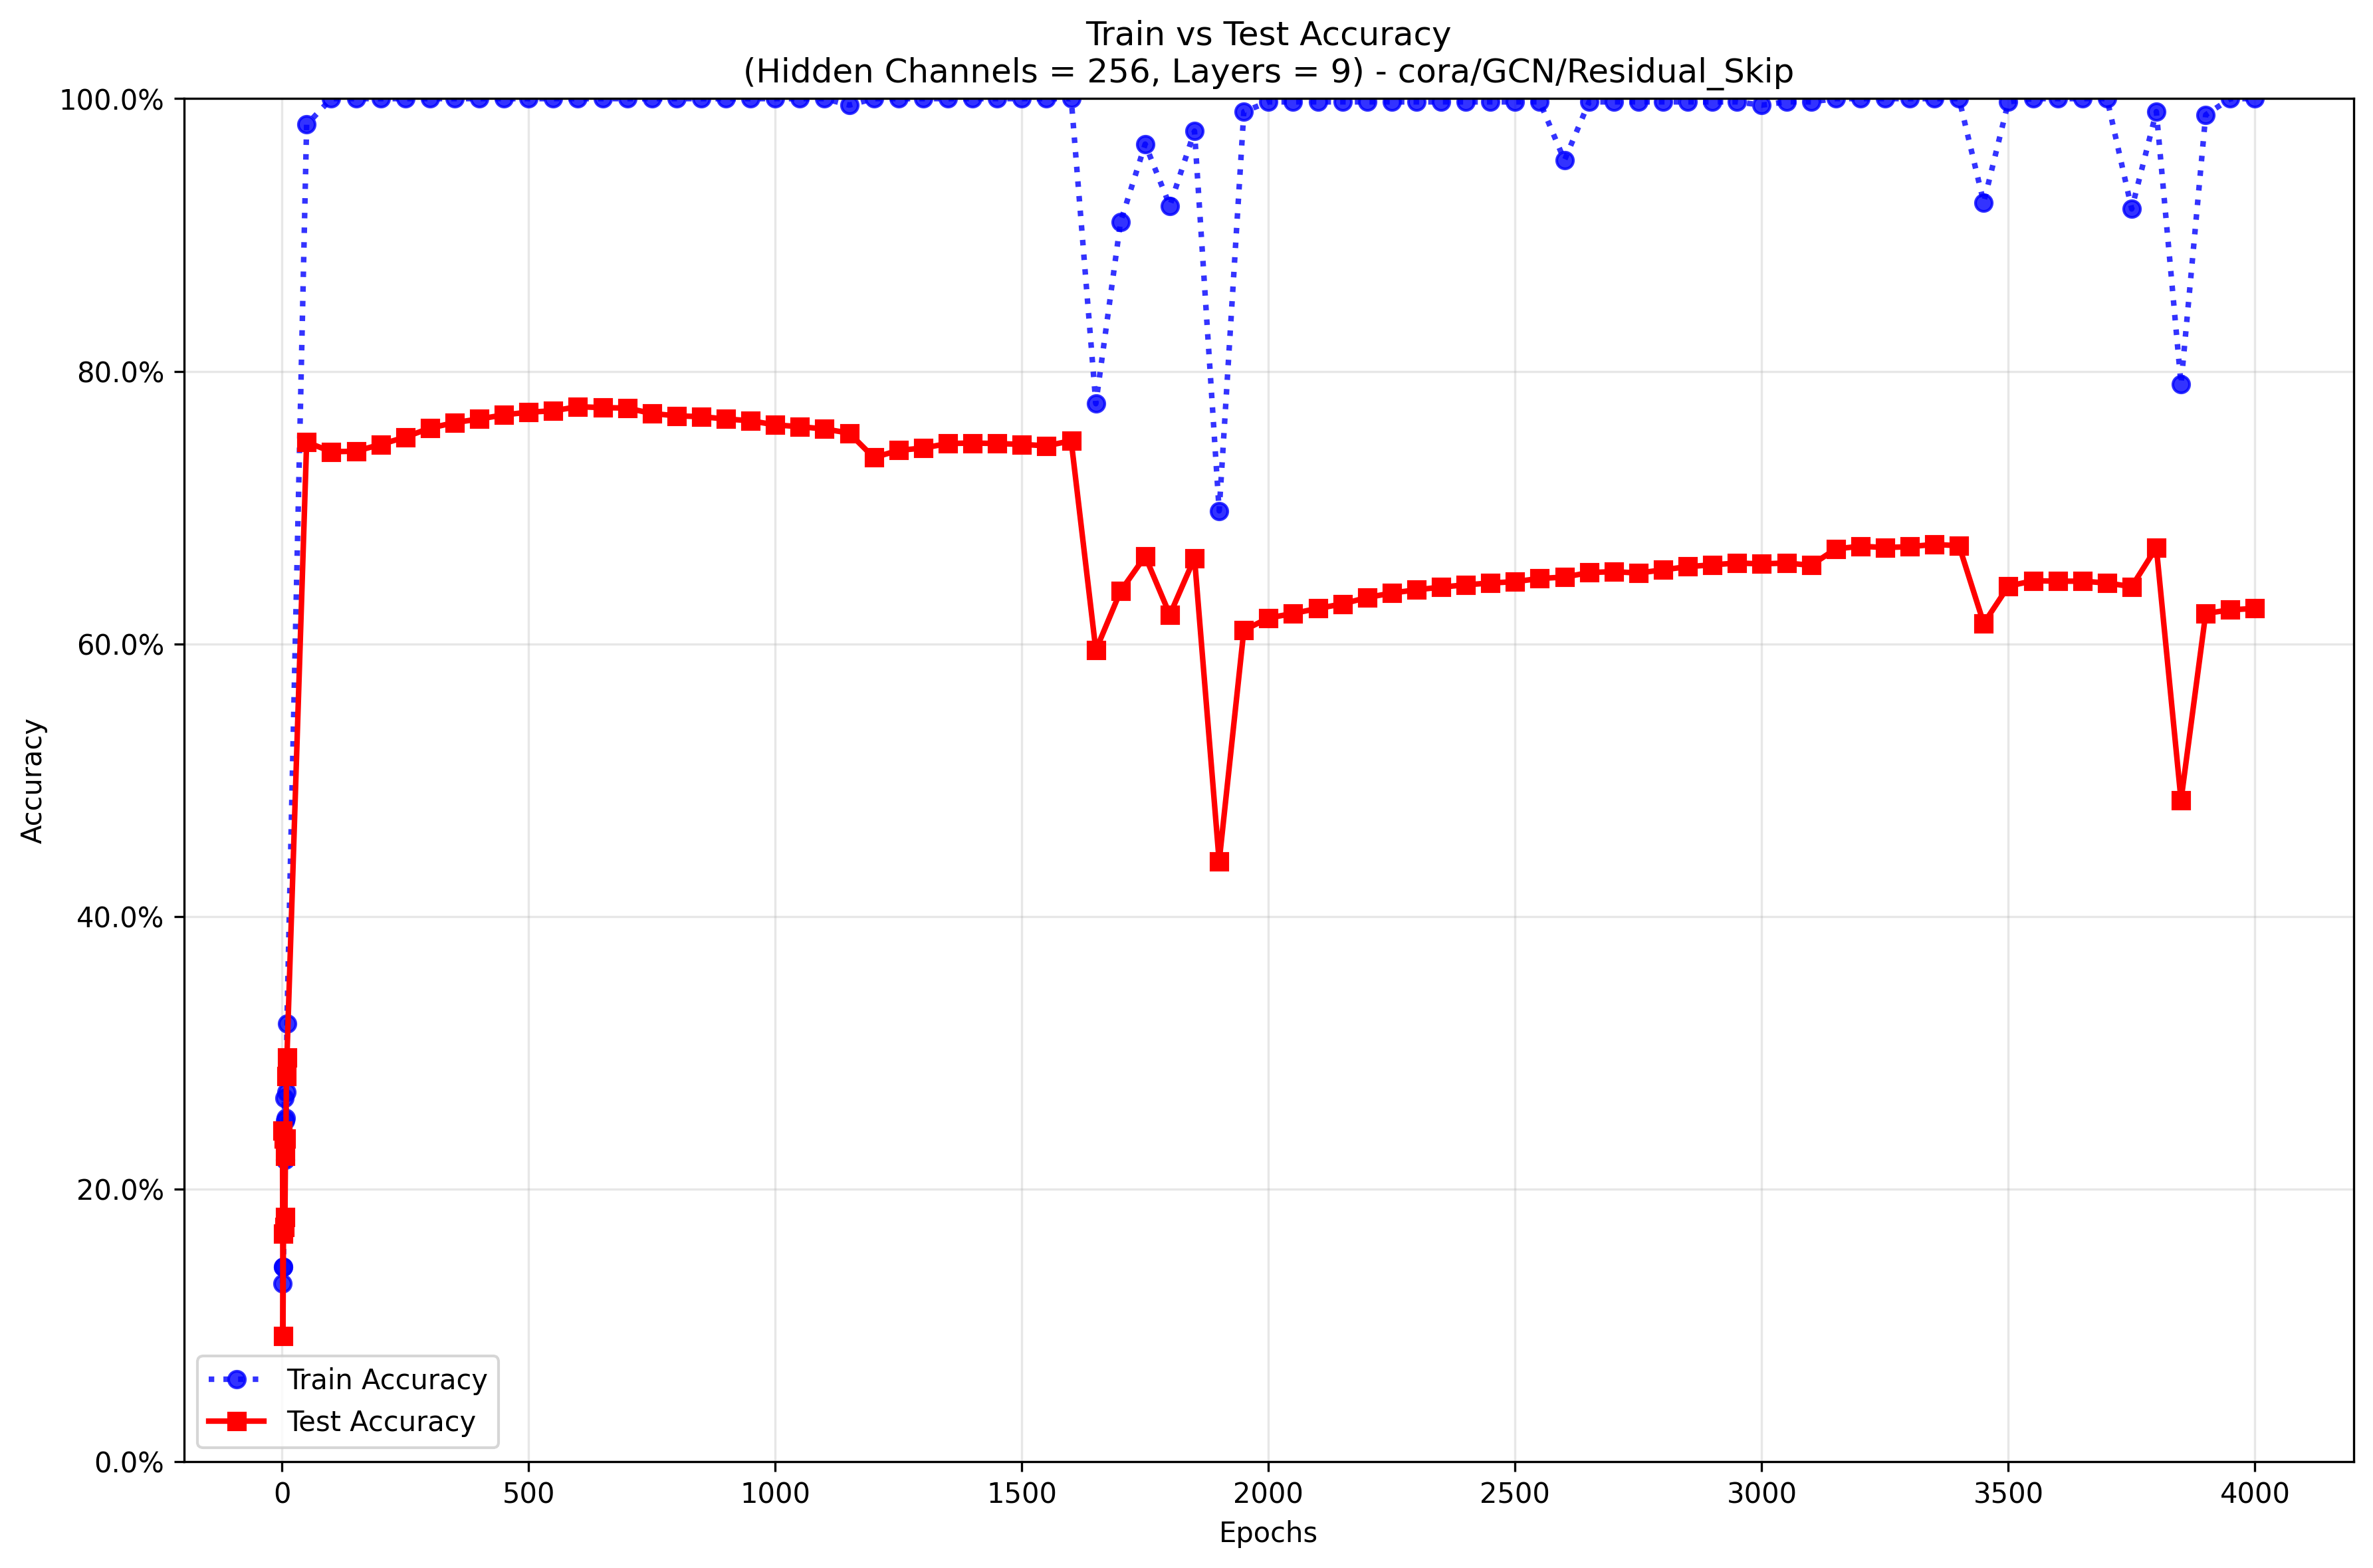 Train vs Test Accuracy
(Hidden Channels = 256, Layers = 9) - cora/GCN/Residual_Skip
100.0%
80.0%
60.0%
40.0%
20.0%
0.0%
Accuracy
Train Accuracy
Test Accuracy
0 500 1000 1500 2000 2500 3000 3500 4000
Epochs